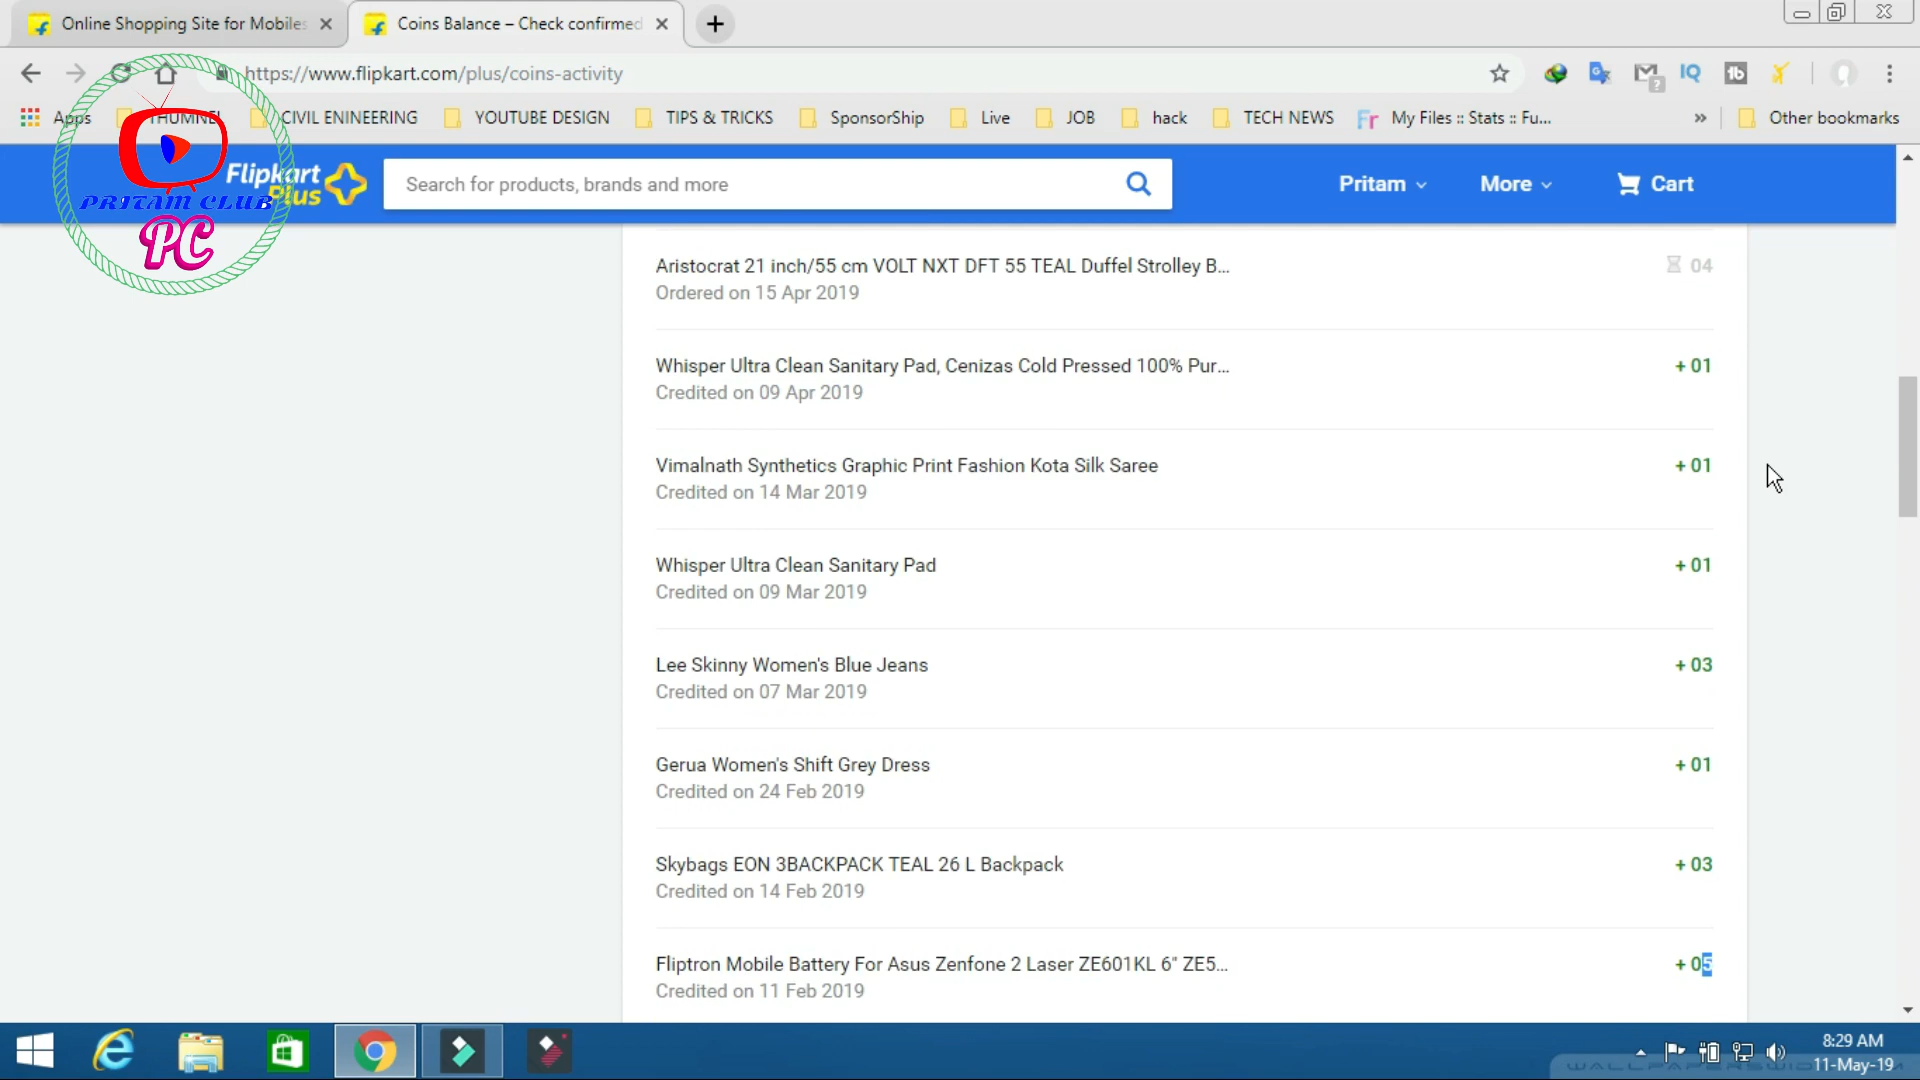 Online Shopping Site for Mobiles
Coins Balance – Check confirmed
https://www.flipkart.com/plus/coins-activity
Apps
THUMNEL
CIVIL ENINEERING
YOUTUBE DESIGN
TIPS & TRICKS
SponsorShip
Live
JOB
hack
TECH NEWS
Fr
My Files :: Stats :: Fu...
»
Other bookmarks
Flipkart
Plus
Search for products, brands and more
Pritam
More
Cart
PRITAM CLUB
PC
Aristocrat 21 inch/55 cm VOLT NXT DFT 55 TEAL Duffel Strolley B...
04
Ordered on 15 Apr 2019
Whisper Ultra Clean Sanitary Pad, Cenizas Cold Pressed 100% Pur...
+ 01
Credited on 09 Apr 2019
Vimalnath Synthetics Graphic Print Fashion Kota Silk Saree
+ 01
Credited on 14 Mar 2019
Whisper Ultra Clean Sanitary Pad
+ 01
Credited on 09 Mar 2019
Lee Skinny Women's Blue Jeans
+ 03
Credited on 07 Mar 2019
Gerua Women's Shift Grey Dress
+ 01
Credited on 24 Feb 2019
Skybags EON 3BACKPACK TEAL 26 L Backpack
+ 03
Credited on 14 Feb 2019
Fliptron Mobile Battery For Asus Zenfone 2 Laser ZE601KL 6" ZE5...
+ 05
Credited on 11 Feb 2019
8:29 AM
11-May-19